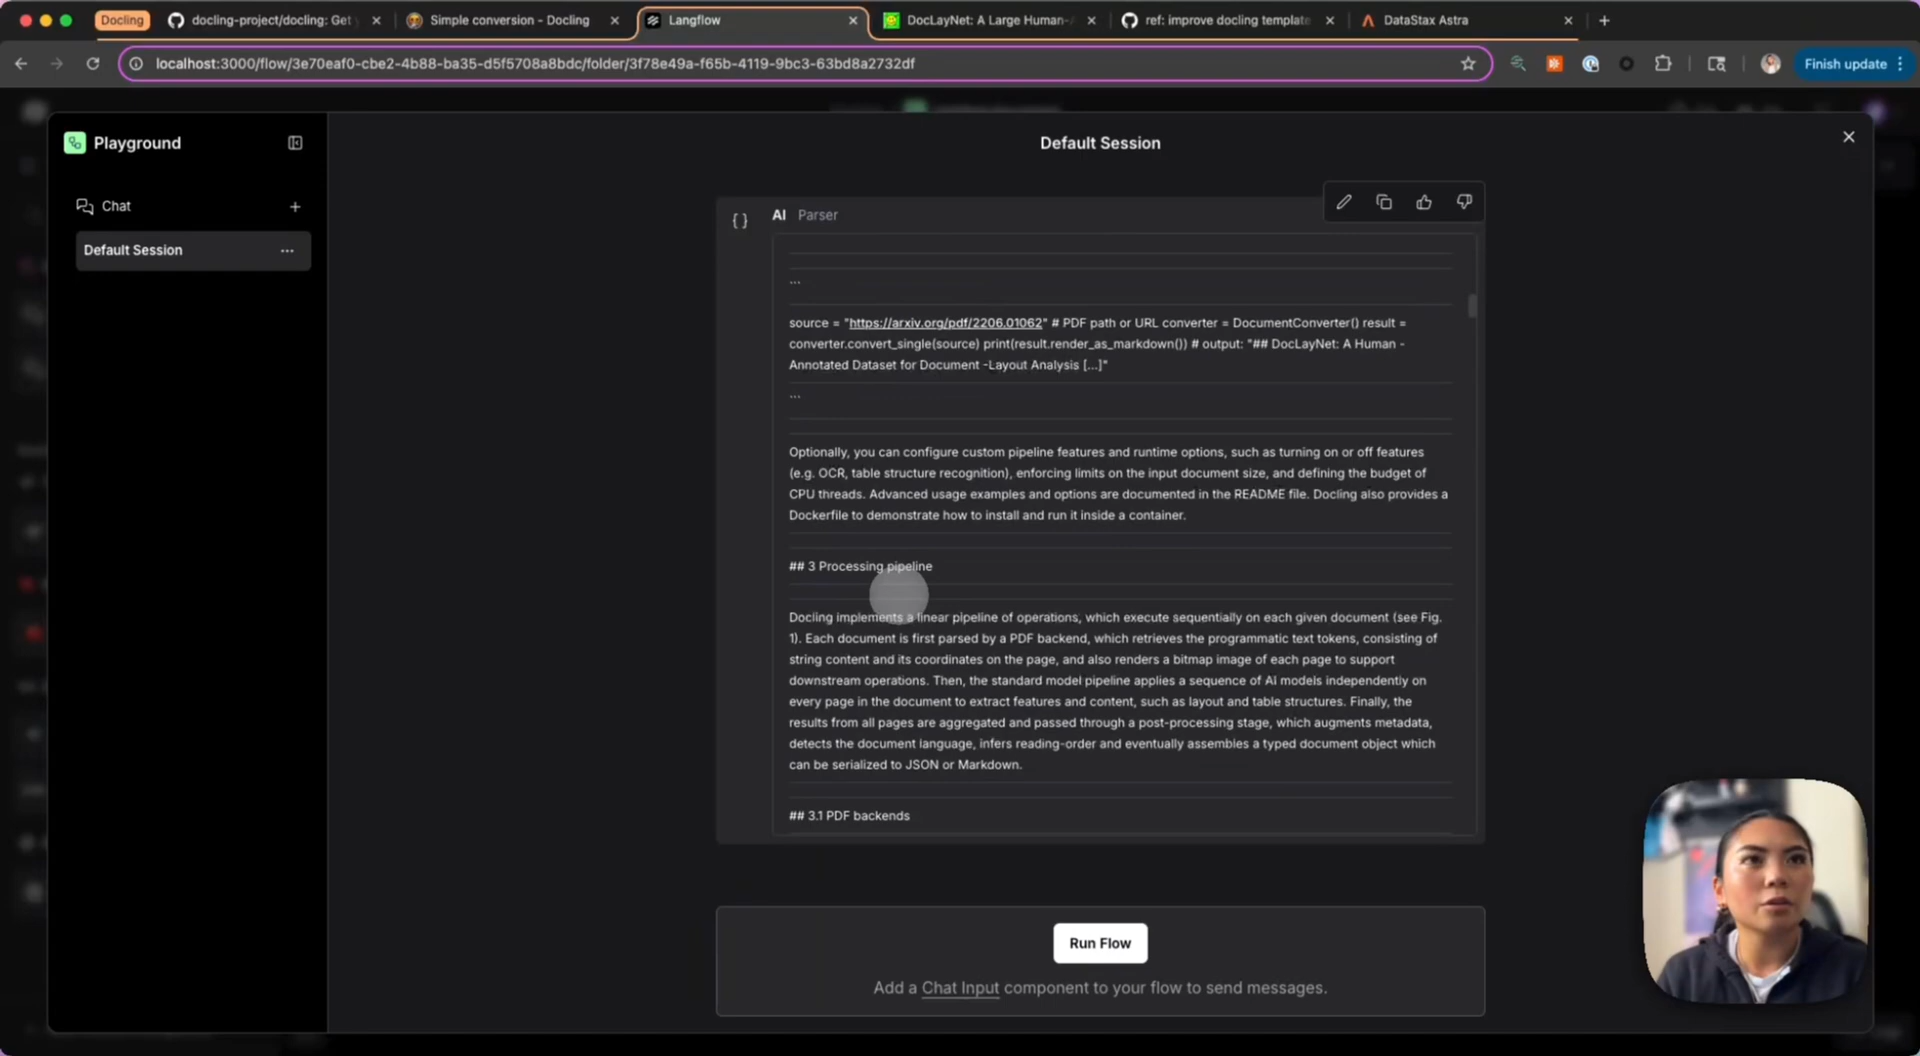 Docling
docling-project/docling: Get
Simple conversion - Docling
Langflow
DocLayNet: A Large Human-
ref: improve docling template
DataStax Astra
localhost:3000/flow/3e70eaf0-cbe2-4b88-ba35-d5f5708a8bdc/folder/3f78e49a-f65b-4119-9bc3-63bd8a2732df
Finish update
Playground
Default Session
Chat
Default Session
{} AI Parser
```
source = "https://arxiv.org/pdf/2206.01062" # PDF path or URL converter = DocumentConverter() result =
converter.convert_single(source) print(result.render_as_markdown()) # output: "## DocLayNet: A Human -
Annotated Dataset for Document -Layout Analysis [...]"
```
Optionally, you can configure custom pipeline features and runtime options, such as turning on or off features
(e.g. OCR, table structure recognition), enforcing limits on the input document size, and defining the budget of
CPU threads. Advanced usage examples and options are documented in the README file. Docling also provides a
Dockerfile to demonstrate how to install and run it inside a container.
## 3 Processing pipeline
Docling implements a linear pipeline of operations, which execute sequentially on each given document (see Fig.
1). Each document is first parsed by a PDF backend, which retrieves the programmatic text tokens, consisting of
string content and its coordinates on the page, and also renders a bitmap image of each page to support
downstream operations. Then, the standard model pipeline applies a sequence of AI models independently on
every page in the document to extract features and content, such as layout and table structures. Finally, the
results from all pages are aggregated and passed through a post-processing stage, which augments metadata,
detects the document language, infers reading-order and eventually assembles a typed document object which
can be serialized to JSON or Markdown.
## 3.1 PDF backends
Run Flow
Add a Chat Input component to your flow to send messages.